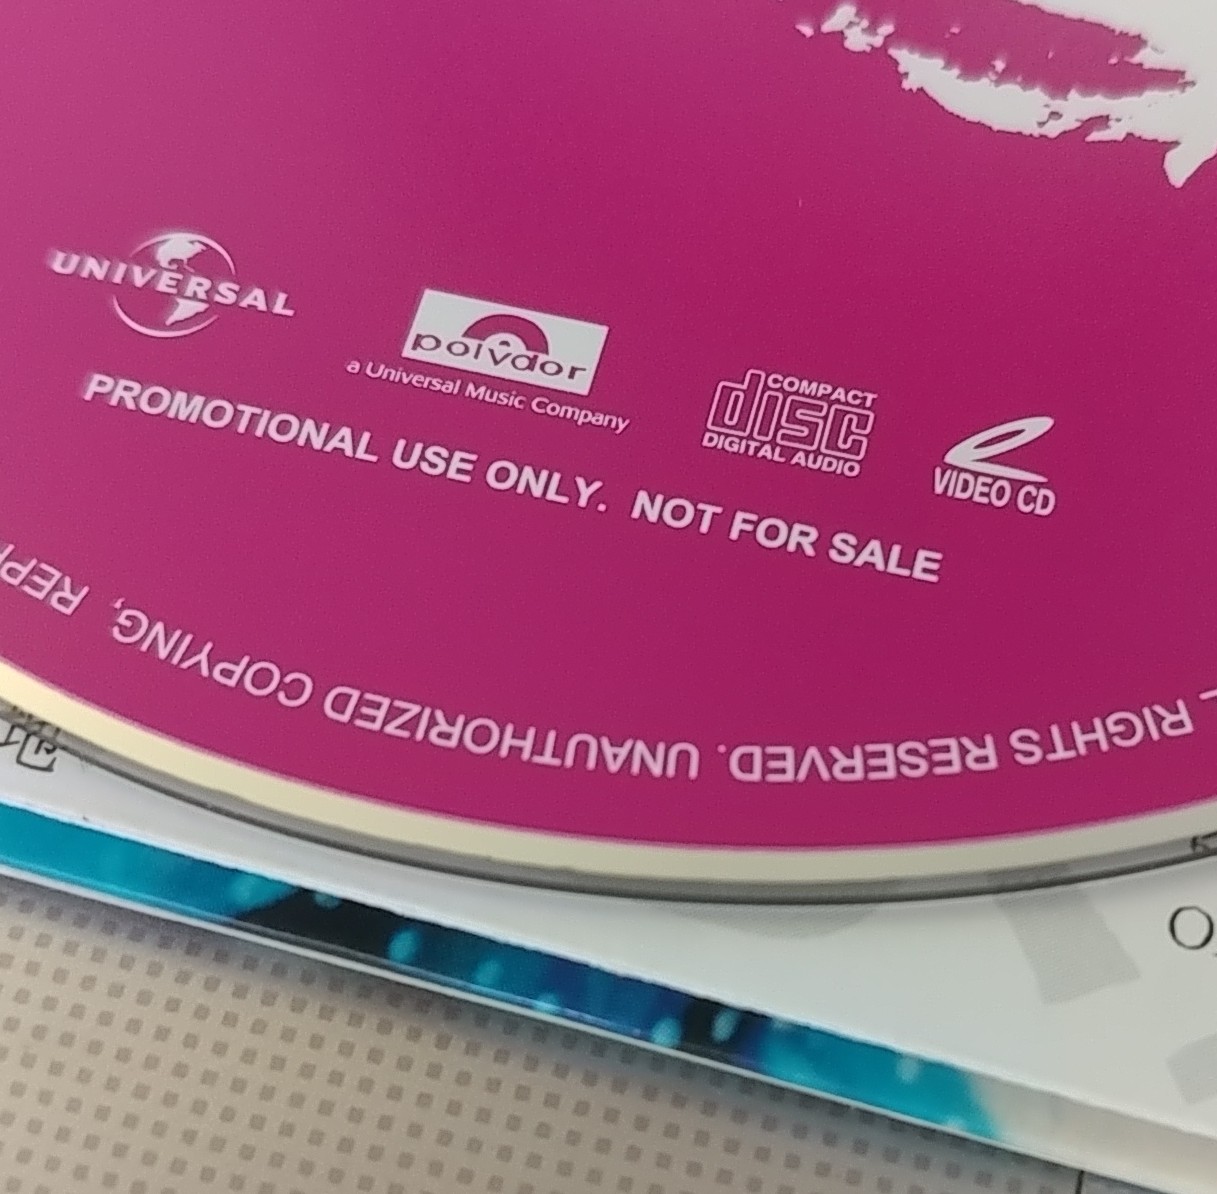 UNIVERSAL
polydor
a Universal Music Company
COMPACT
disc
DIGITAL AUDIO
VIDEO CD
PROMOTIONAL USE ONLY. NOT FOR SALE
RIGHTS RESERVED. UNAUTHORIZED COPYING,